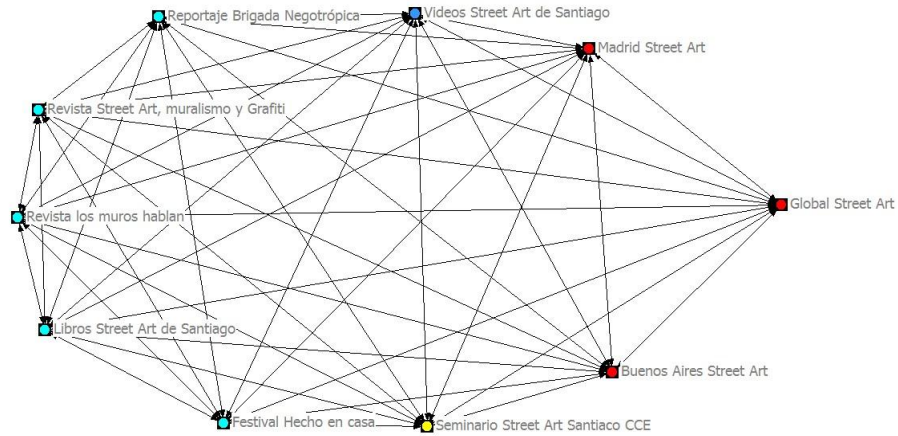 Reportaje Brigada Negotrópica
Videos Street Art de Santiago
Madrid Street Art
Revista Street Art, muralismo y Grafiti
Global Street Art
Revista los muros hablan
Libros Street Art de Santiago
Buenos Aires Street Art
Festival Hecho en casa
Seminario Street Art Santiaco CCE